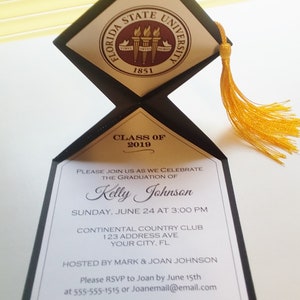 FLORIDA STATE UNIVERSITY
1851
CLASS OF
2019
PLEASE JOIN US AS WE CELEBRATE
THE GRADUATION OF
Kelly Johnson
SUNDAY, JUNE 24 AT 3:00 PM
CONTINENTAL COUNTRY CLUB
123 ADDRESS AVE
YOUR CITY, FL
HOSTED BY MARK & JOAN JOHNSON
Please RSVP to Joan by June 15th
at 555-555-1515 or Joansemail@email.com